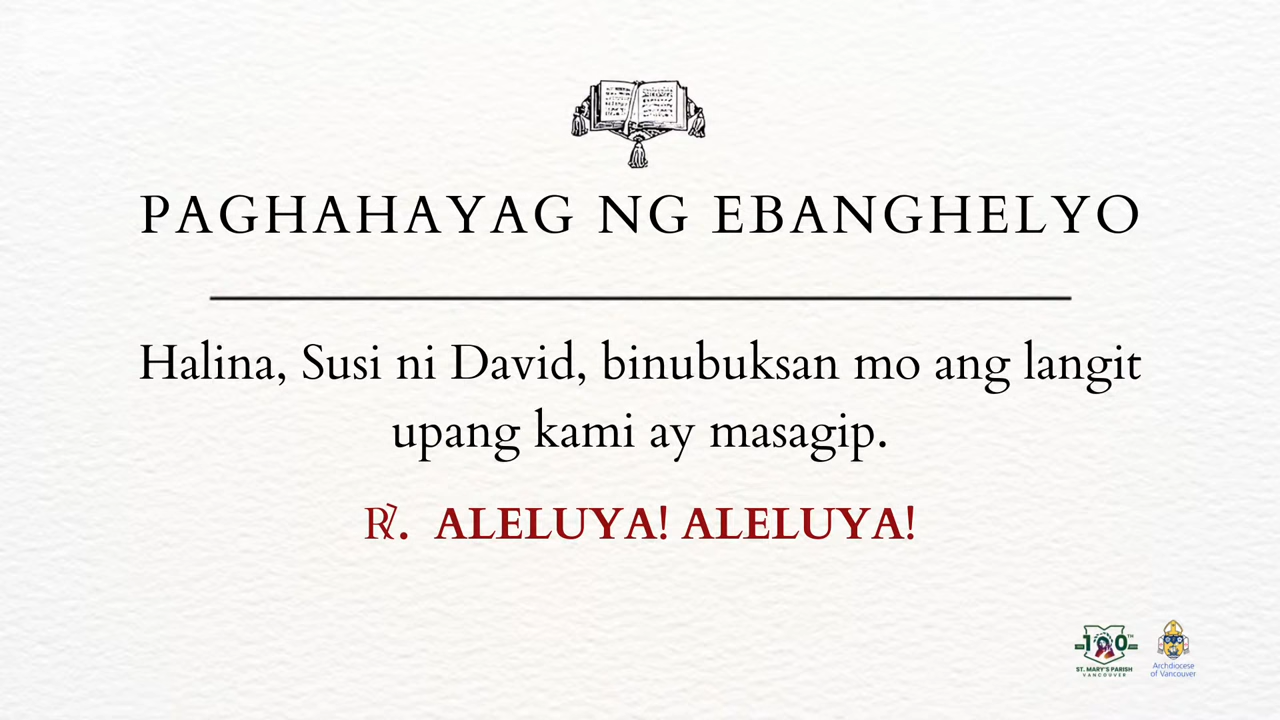 PAGHAHAYAG NG EBANGHELYO
Halina, Susi ni David, binubuksan mo ang langit
upang kami ay masagip.
℟. ALELUYA! ALELUYA!
100TH
ST. MARY'S PARISH
VANCOUVER
Archdiocese
of Vancouver